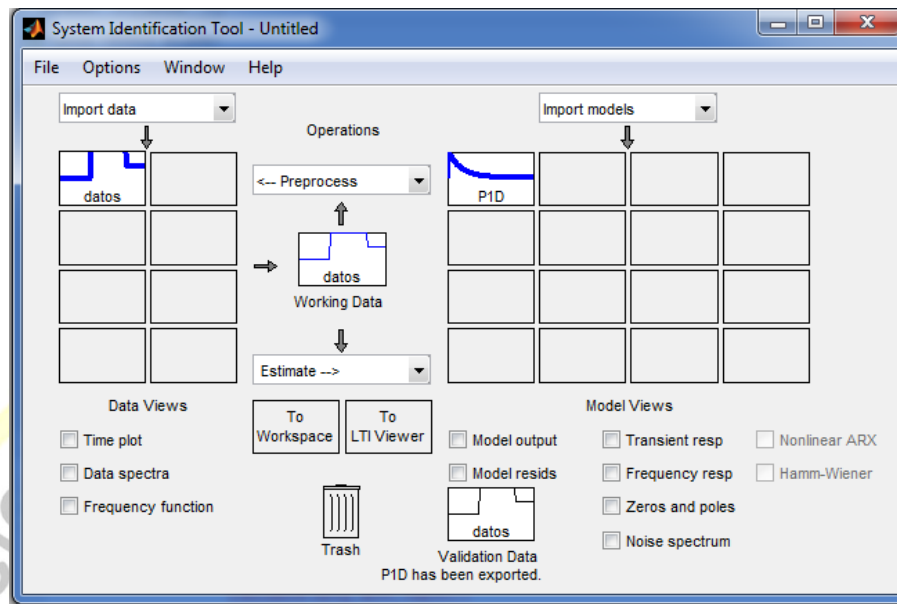 System Identification Tool - Untitled
File Options Window Help
Import data
Import models
Operations
<-- Preprocess
datos
P1D
datos
Working Data
Estimate -->
Data Views
Model Views
To Workspace
To LTI Viewer
Time plot
Data spectra
Frequency function
Model output
Model resids
Transient resp
Frequency resp
Zeros and poles
Noise spectrum
Nonlinear ARX
Hamm-Wiener
Trash
datos
Validation Data
P1D has been exported.